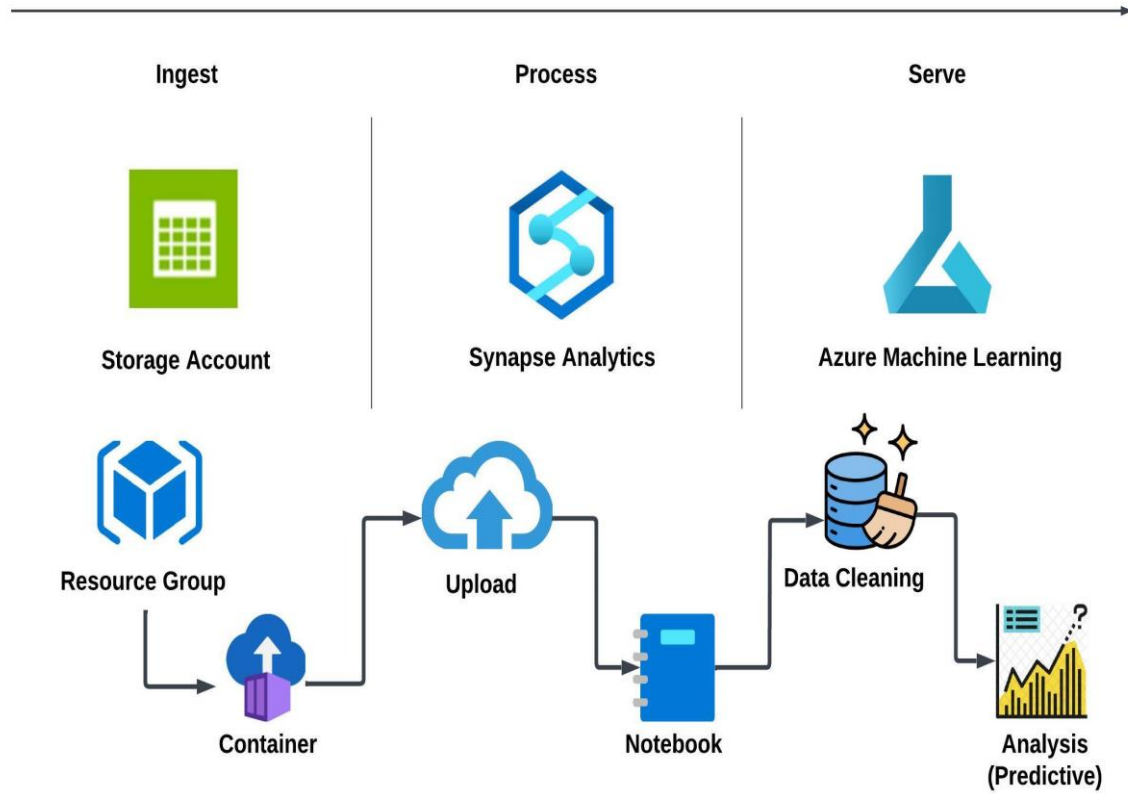 Ingest
Process
Serve
Storage Account
Synapse Analytics
Azure Machine Learning
Resource Group
Upload
Data Cleaning
?
Container
Notebook
Analysis
(Predictive)